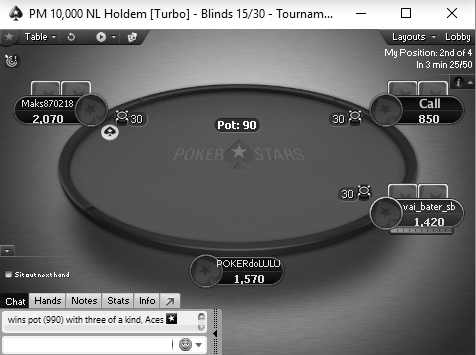 PM 10,000 NL Holdem [Turbo] - Blinds 15/30 - Tournam...
Table
Layouts
Lobby
My Position: 2nd of 4
In 3 min 25/50
i
Maks870218
2,070
30
Pot: 90
30
Call
850
POKER STARS
30
vai_bater_sb
1,420
POKERdoLULU
1,570
Sit out next hand
Chat Hands Notes Stats Info
wins pot (990) with three of a kind, Aces